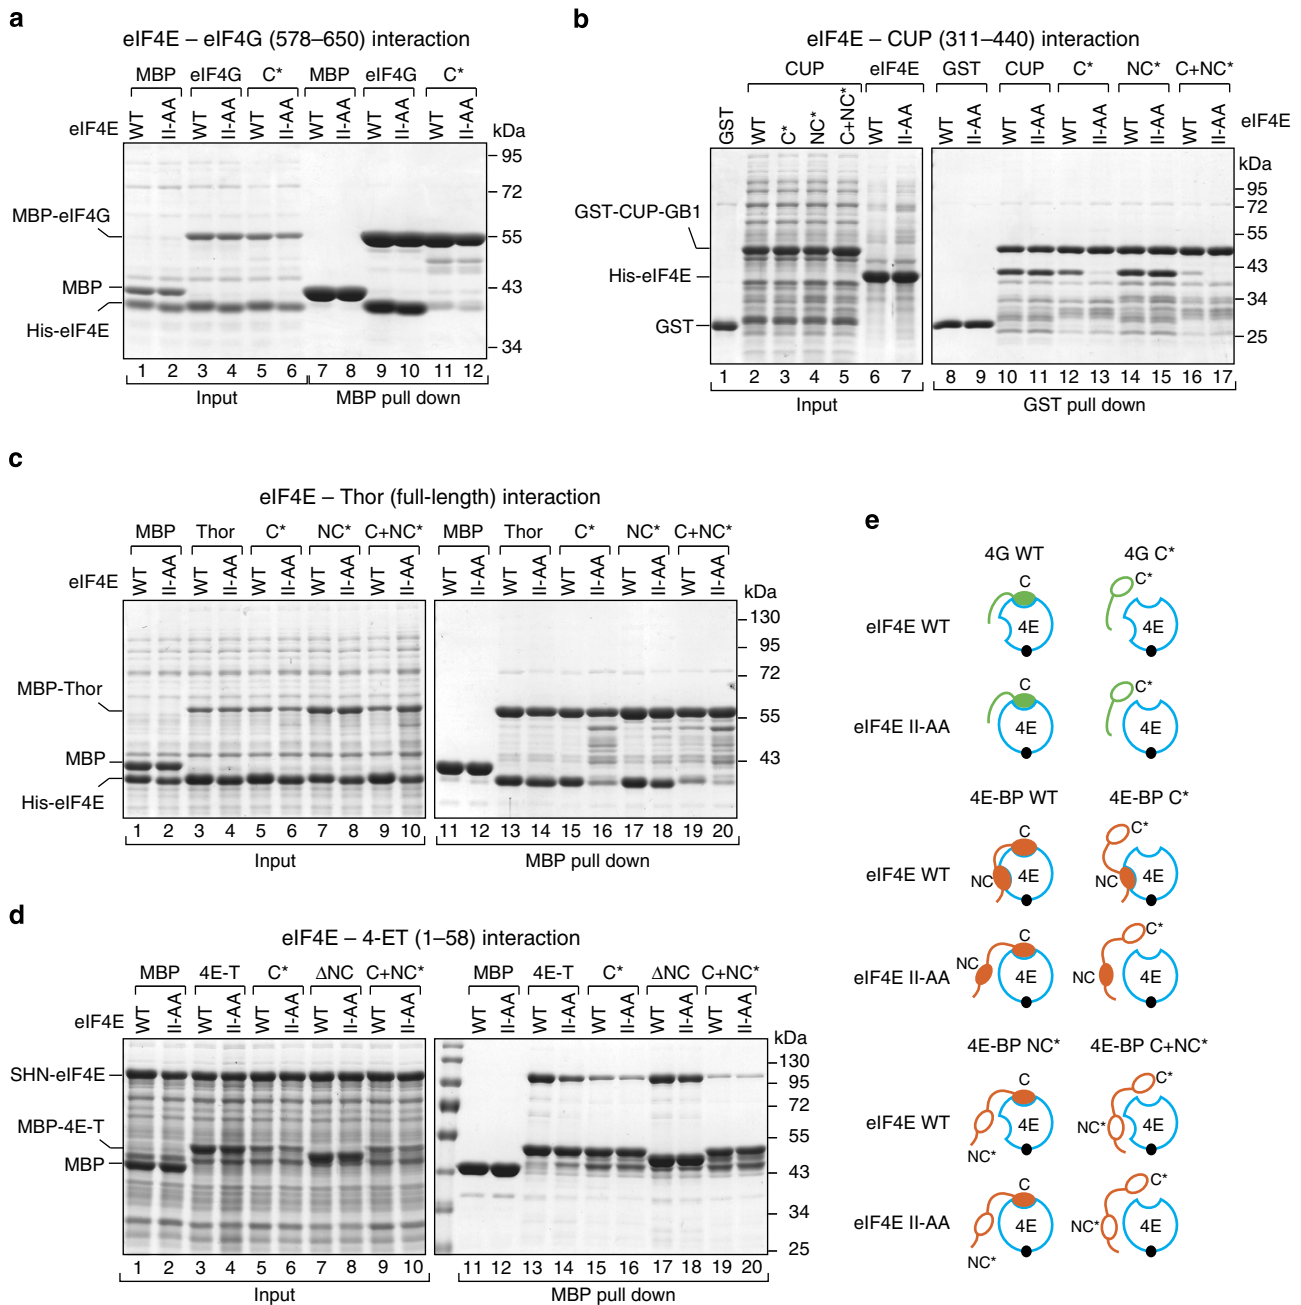 a
eIF4E – eIF4G (578–650) interaction
MBP eIF4G C* MBP eIF4G C*
eIF4E WT II-AA WT II-AA WT II-AA WT II-AA WT II-AA WT II-AA kDa
95
72
MBP-eIF4G 55
MBP 43
His-eIF4E
34
1 2 3 4 5 6 7 8 9 10 11 12
Input MBP pull down
b
eIF4E – CUP (311–440) interaction
CUP eIF4E GST CUP C* NC* C+NC*
GST WT C* NC* C+NC* WT II-AA WT II-AA WT II-AA WT II-AA WT II-AA WT II-AA eIF4E
kDa
95
72
GST-CUP-GB1 55
His-eIF4E 43
34
GST 25
1 2 3 4 5 6 7 8 9 10 11 12 13 14 15 16 17
Input GST pull down
c
eIF4E – Thor (full-length) interaction
MBP Thor C* NC* C+NC* MBP Thor C* NC* C+NC*
eIF4E WT II-AA WT II-AA WT II-AA WT II-AA WT II-AA WT II-AA WT II-AA WT II-AA WT II-AA WT II-AA kDa
130
95
72
MBP-Thor 55
MBP 43
His-eIF4E
1 2 3 4 5 6 7 8 9 10 11 12 13 14 15 16 17 18 19 20
Input MBP pull down
d
eIF4E – 4-ET (1–58) interaction
MBP 4E-T C* ΔNC C+NC* MBP 4E-T C* ΔNC C+NC*
eIF4E WT II-AA WT II-AA WT II-AA WT II-AA WT II-AA WT II-AA WT II-AA WT II-AA WT II-AA WT II-AA kDa
130
SHN-eIF4E 95
72
MBP-4E-T 55
MBP 43
34
25
1 2 3 4 5 6 7 8 9 10 11 12 13 14 15 16 17 18 19 20
Input MBP pull down
e
4G WT 4G C*
C C*
eIF4E WT 4E 4E
C C*
eIF4E II-AA 4E 4E
4E-BP WT 4E-BP C*
C C*
eIF4E WT NC 4E NC 4E
C C*
NC
eIF4E II-AA 4E NC 4E
4E-BP NC* 4E-BP C+NC*
C C*
eIF4E WT 4E NC* 4E
NC*
C C*
eIF4E II-AA 4E NC* 4E
NC*